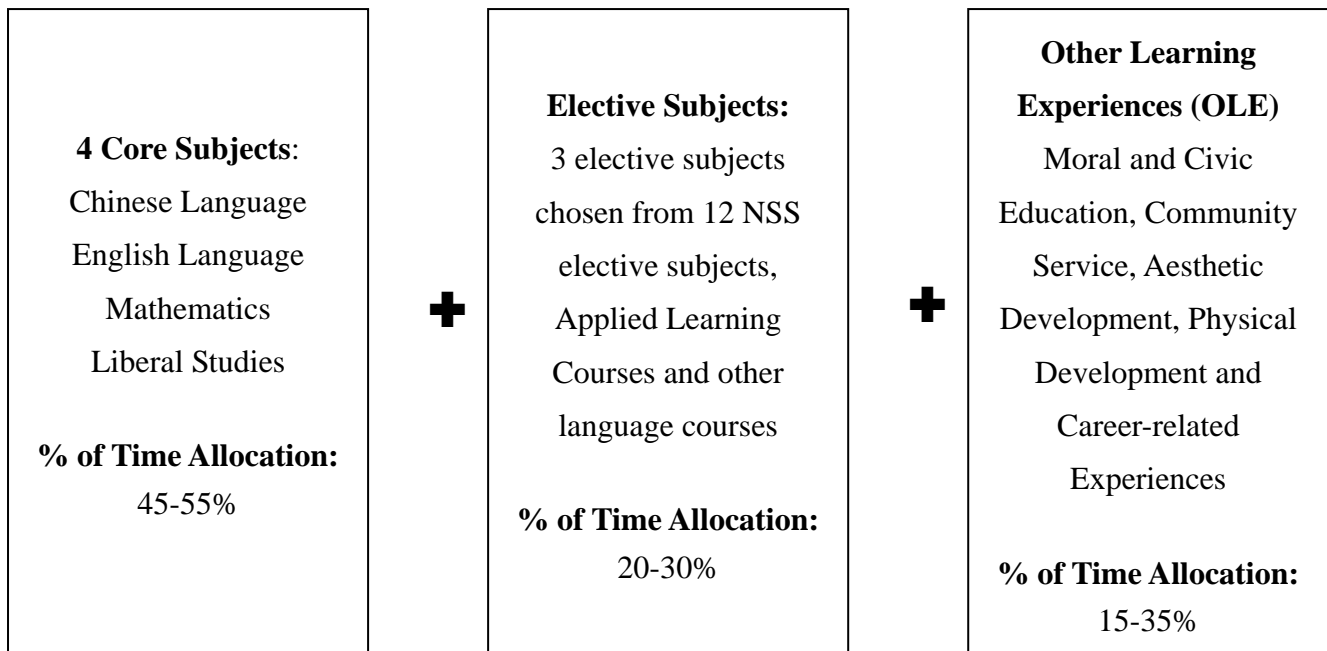 4 Core Subjects:
Chinese Language
English Language
Mathematics
Liberal Studies
% of Time Allocation:
45-55%
✚
Elective Subjects:
3 elective subjects
chosen from 12 NSS
elective subjects,
Applied Learning
Courses and other
language courses
% of Time Allocation:
20-30%
✚
Other Learning
Experiences (OLE)
Moral and Civic
Education, Community
Service, Aesthetic
Development, Physical
Development and
Career-related
Experiences
% of Time Allocation:
15-35%